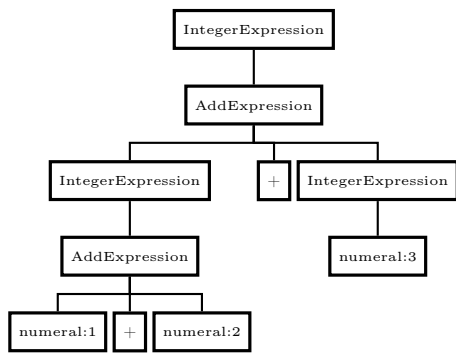 IntegerExpression
AddExpression
IntegerExpression + IntegerExpression
AddExpression numeral:3
numeral:1 + numeral:2